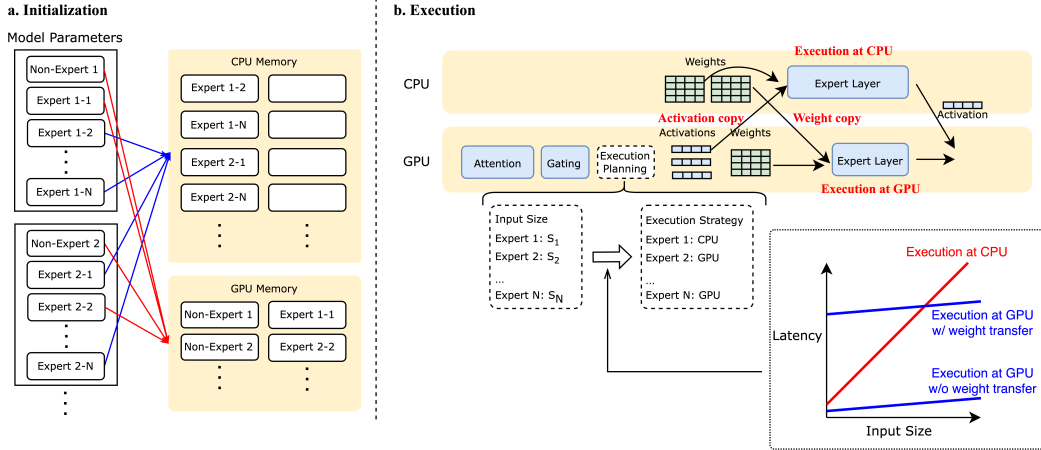 a. Initialization
Model Parameters
Non-Expert 1
Expert 1-1
Expert 1-2
Expert 1-N
Non-Expert 2
Expert 2-1
Expert 2-2
Expert 2-N
CPU Memory
Expert 1-2
Expert 1-N
Expert 2-1
Expert 2-N
GPU Memory
Non-Expert 1
Expert 1-1
Non-Expert 2
Expert 2-2
b. Execution
CPU
Weights
Execution at CPU
Expert Layer
Activation copy
Weight copy
Activation
GPU
Attention
Gating
Execution
Planning
Activations
Weights
Expert Layer
Execution at GPU
Input Size
Expert 1: S1
Expert 2: S2
...
Expert N: SN
Execution Strategy
Expert 1: CPU
Expert 2: GPU
...
Expert N: GPU
Execution at CPU
Execution at GPU
w/ weight transfer
Latency
Execution at GPU
w/o weight transfer
Input Size